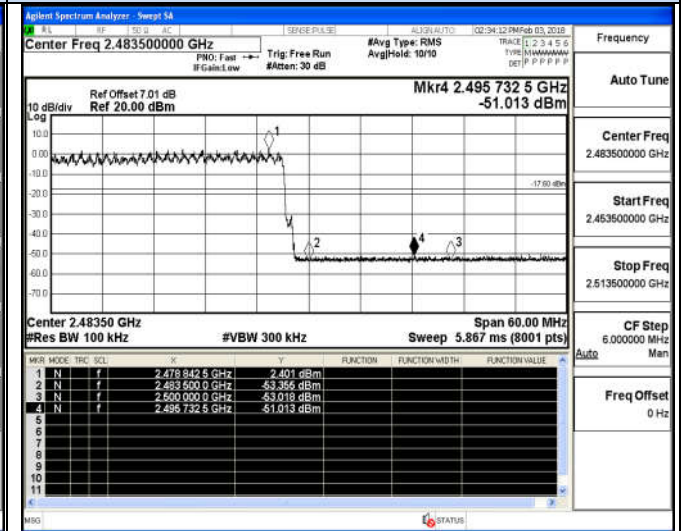 Agilent Spectrum Analyzer - Swept SA
RL RF 50 Ω AC SENSE:PULSE ALIGN AUTO 02:34:12 PM Feb 03, 2018
Center Freq 2.483500000 GHz
PNO: Fast
IFGain:Low
Trig: Free Run
#Atten: 30 dB
#Avg Type: RMS
Avg|Hold: 10/10
TRACE 1 2 3 4 5 6
TYPE MWWWWW
DET P P P P P P
Ref Offset 7.01 dB
10 dB/div Ref 20.00 dBm
Log
Mkr4 2.495 732 5 GHz
-51.013 dBm
10.0
0.00
-10.0
-20.0
-30.0
-40.0
-50.0
-60.0
-70.0
1
2
3
4
-17.60 dBm
Center 2.48350 GHz Span 60.00 MHz
#Res BW 100 kHz #VBW 300 kHz Sweep 5.867 ms (8001 pts)
MKR MODE TRC SCL X Y FUNCTION FUNCTION WIDTH FUNCTION VALUE
1 N f 2.478 842 5 GHz 2.401 dBm
2 N f 2.483 500 0 GHz -53.355 dBm
3 N f 2.500 000 0 GHz -53.018 dBm
4 N f 2.495 732 5 GHz -51.013 dBm
5
6
7
8
9
10
11
MSG STATUS
Frequency
Auto Tune
Center Freq
2.483500000 GHz
Start Freq
2.453500000 GHz
Stop Freq
2.513500000 GHz
CF Step
6.000000 MHz
Auto Man
Freq Offset
0 Hz